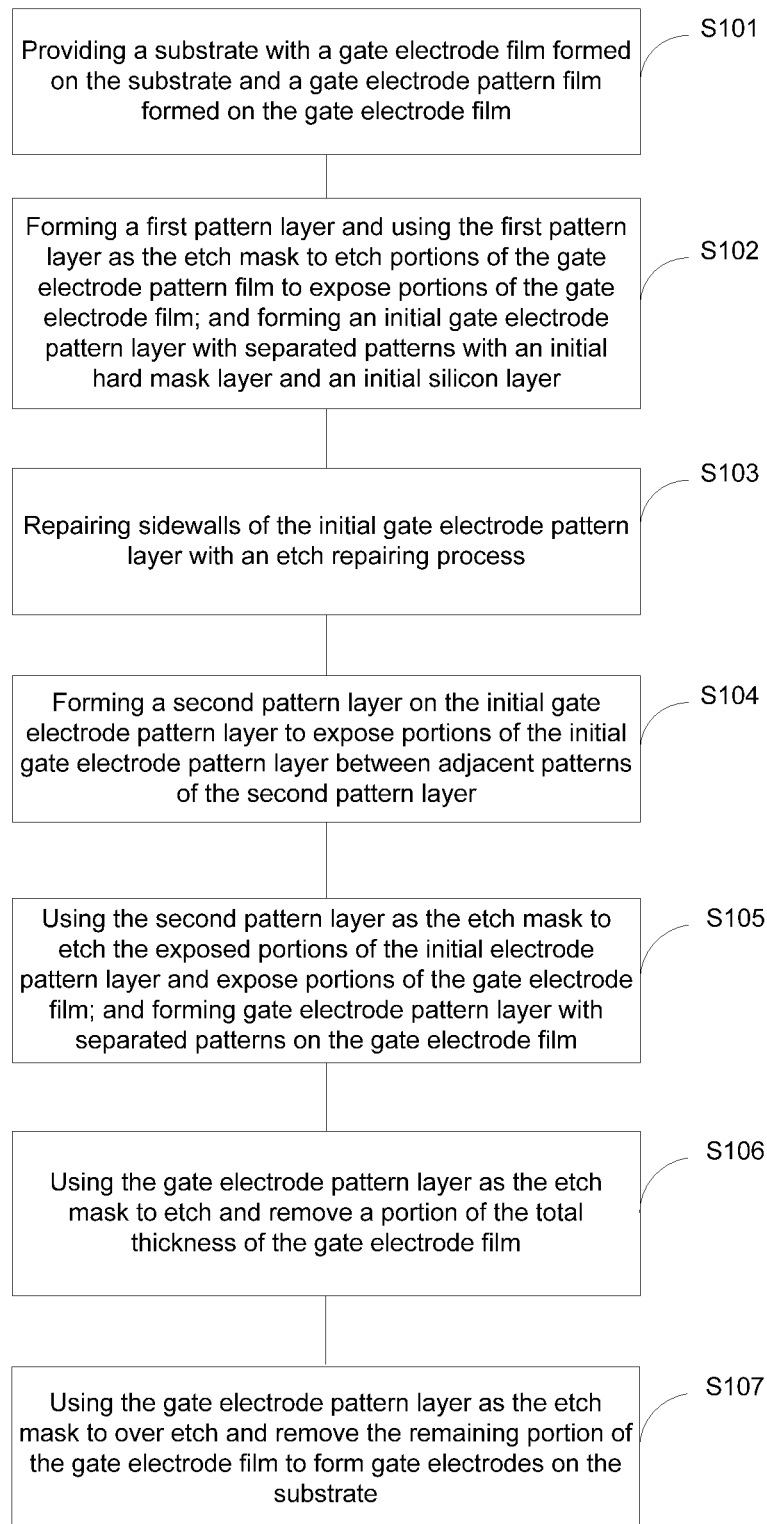 Providing a substrate with a gate electrode film formed
on the substrate and a gate electrode pattern film
formed on the gate electrode film
S101
Forming a first pattern layer and using the first pattern
layer as the etch mask to etch portions of the gate
electrode pattern film to expose portions of the gate
electrode film; and forming an initial gate electrode
pattern layer with separated patterns with an initial
hard mask layer and an initial silicon layer
S102
Repairing sidewalls of the initial gate electrode pattern
layer with an etch repairing process
S103
Forming a second pattern layer on the initial gate
electrode pattern layer to expose portions of the initial
gate electrode pattern layer between adjacent patterns
of the second pattern layer
S104
Using the second pattern layer as the etch mask to
etch the exposed portions of the initial electrode
pattern layer and expose portions of the gate electrode
film; and forming gate electrode pattern layer with
separated patterns on the gate electrode film
S105
Using the gate electrode pattern layer as the etch
mask to etch and remove a portion of the total
thickness of the gate electrode film
S106
Using the gate electrode pattern layer as the etch
mask to over etch and remove the remaining portion of
the gate electrode film to form gate electrodes on the
substrate
S107